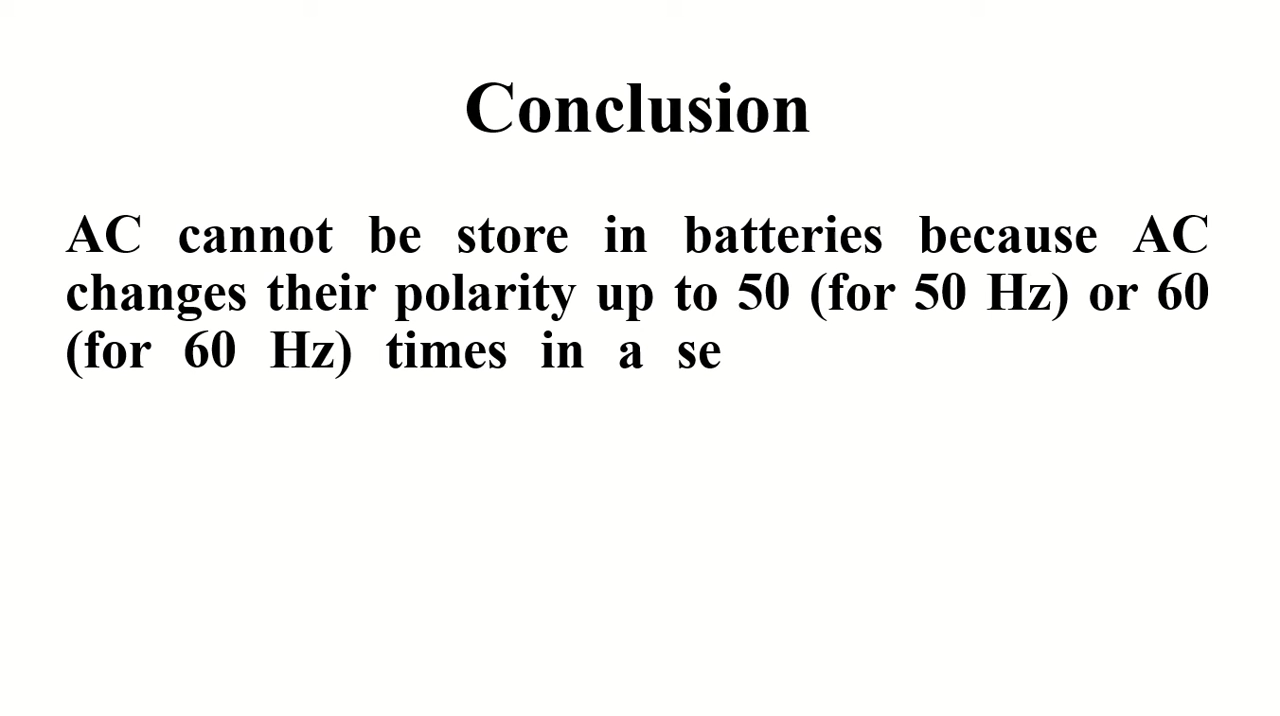 Conclusion
AC cannot be store in batteries because AC
changes their polarity up to 50 (for 50 Hz) or 60
(for 60 Hz) times in a se